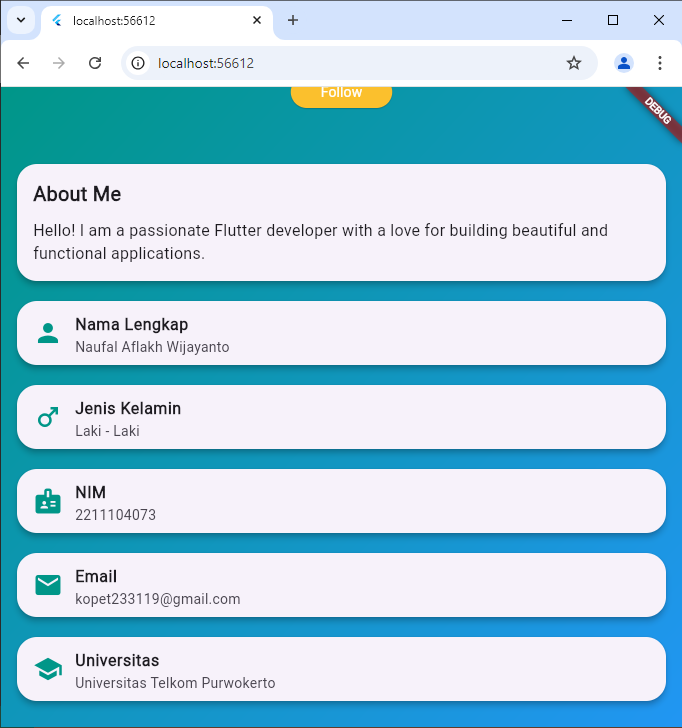 localhost:56612
localhost:56612
Follow
DEBUG
About Me
Hello! I am a passionate Flutter developer with a love for building beautiful and
functional applications.
Nama Lengkap
Naufal Aflakh Wijayanto
Jenis Kelamin
Laki - Laki
NIM
2211104073
Email
kopet233119@gmail.com
Universitas
Universitas Telkom Purwokerto